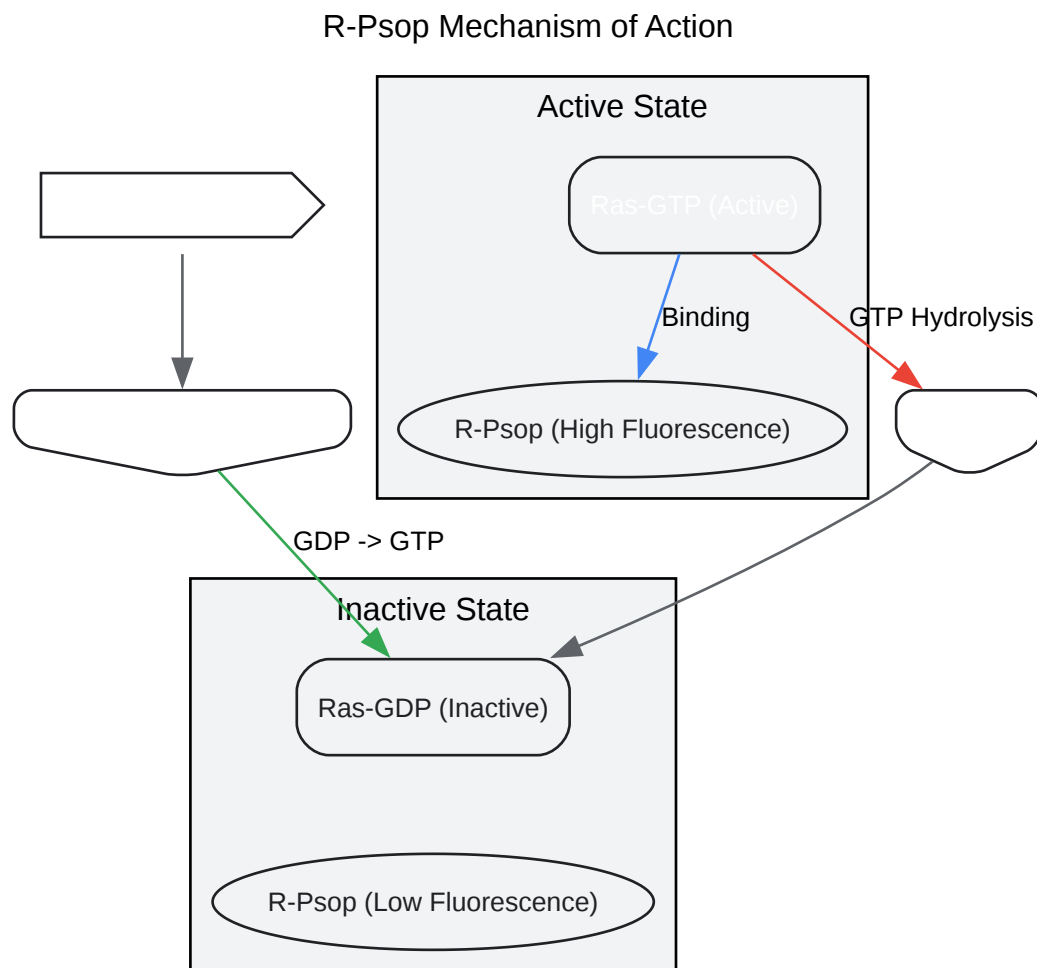 R-Psop Mechanism of Action
Active State
Ras-GTP (Active)
Binding
GTP Hydrolysis
R-Psop (High Fluorescence)
GDP -> GTP
Inactive State
Ras-GDP (Inactive)
R-Psop (Low Fluorescence)